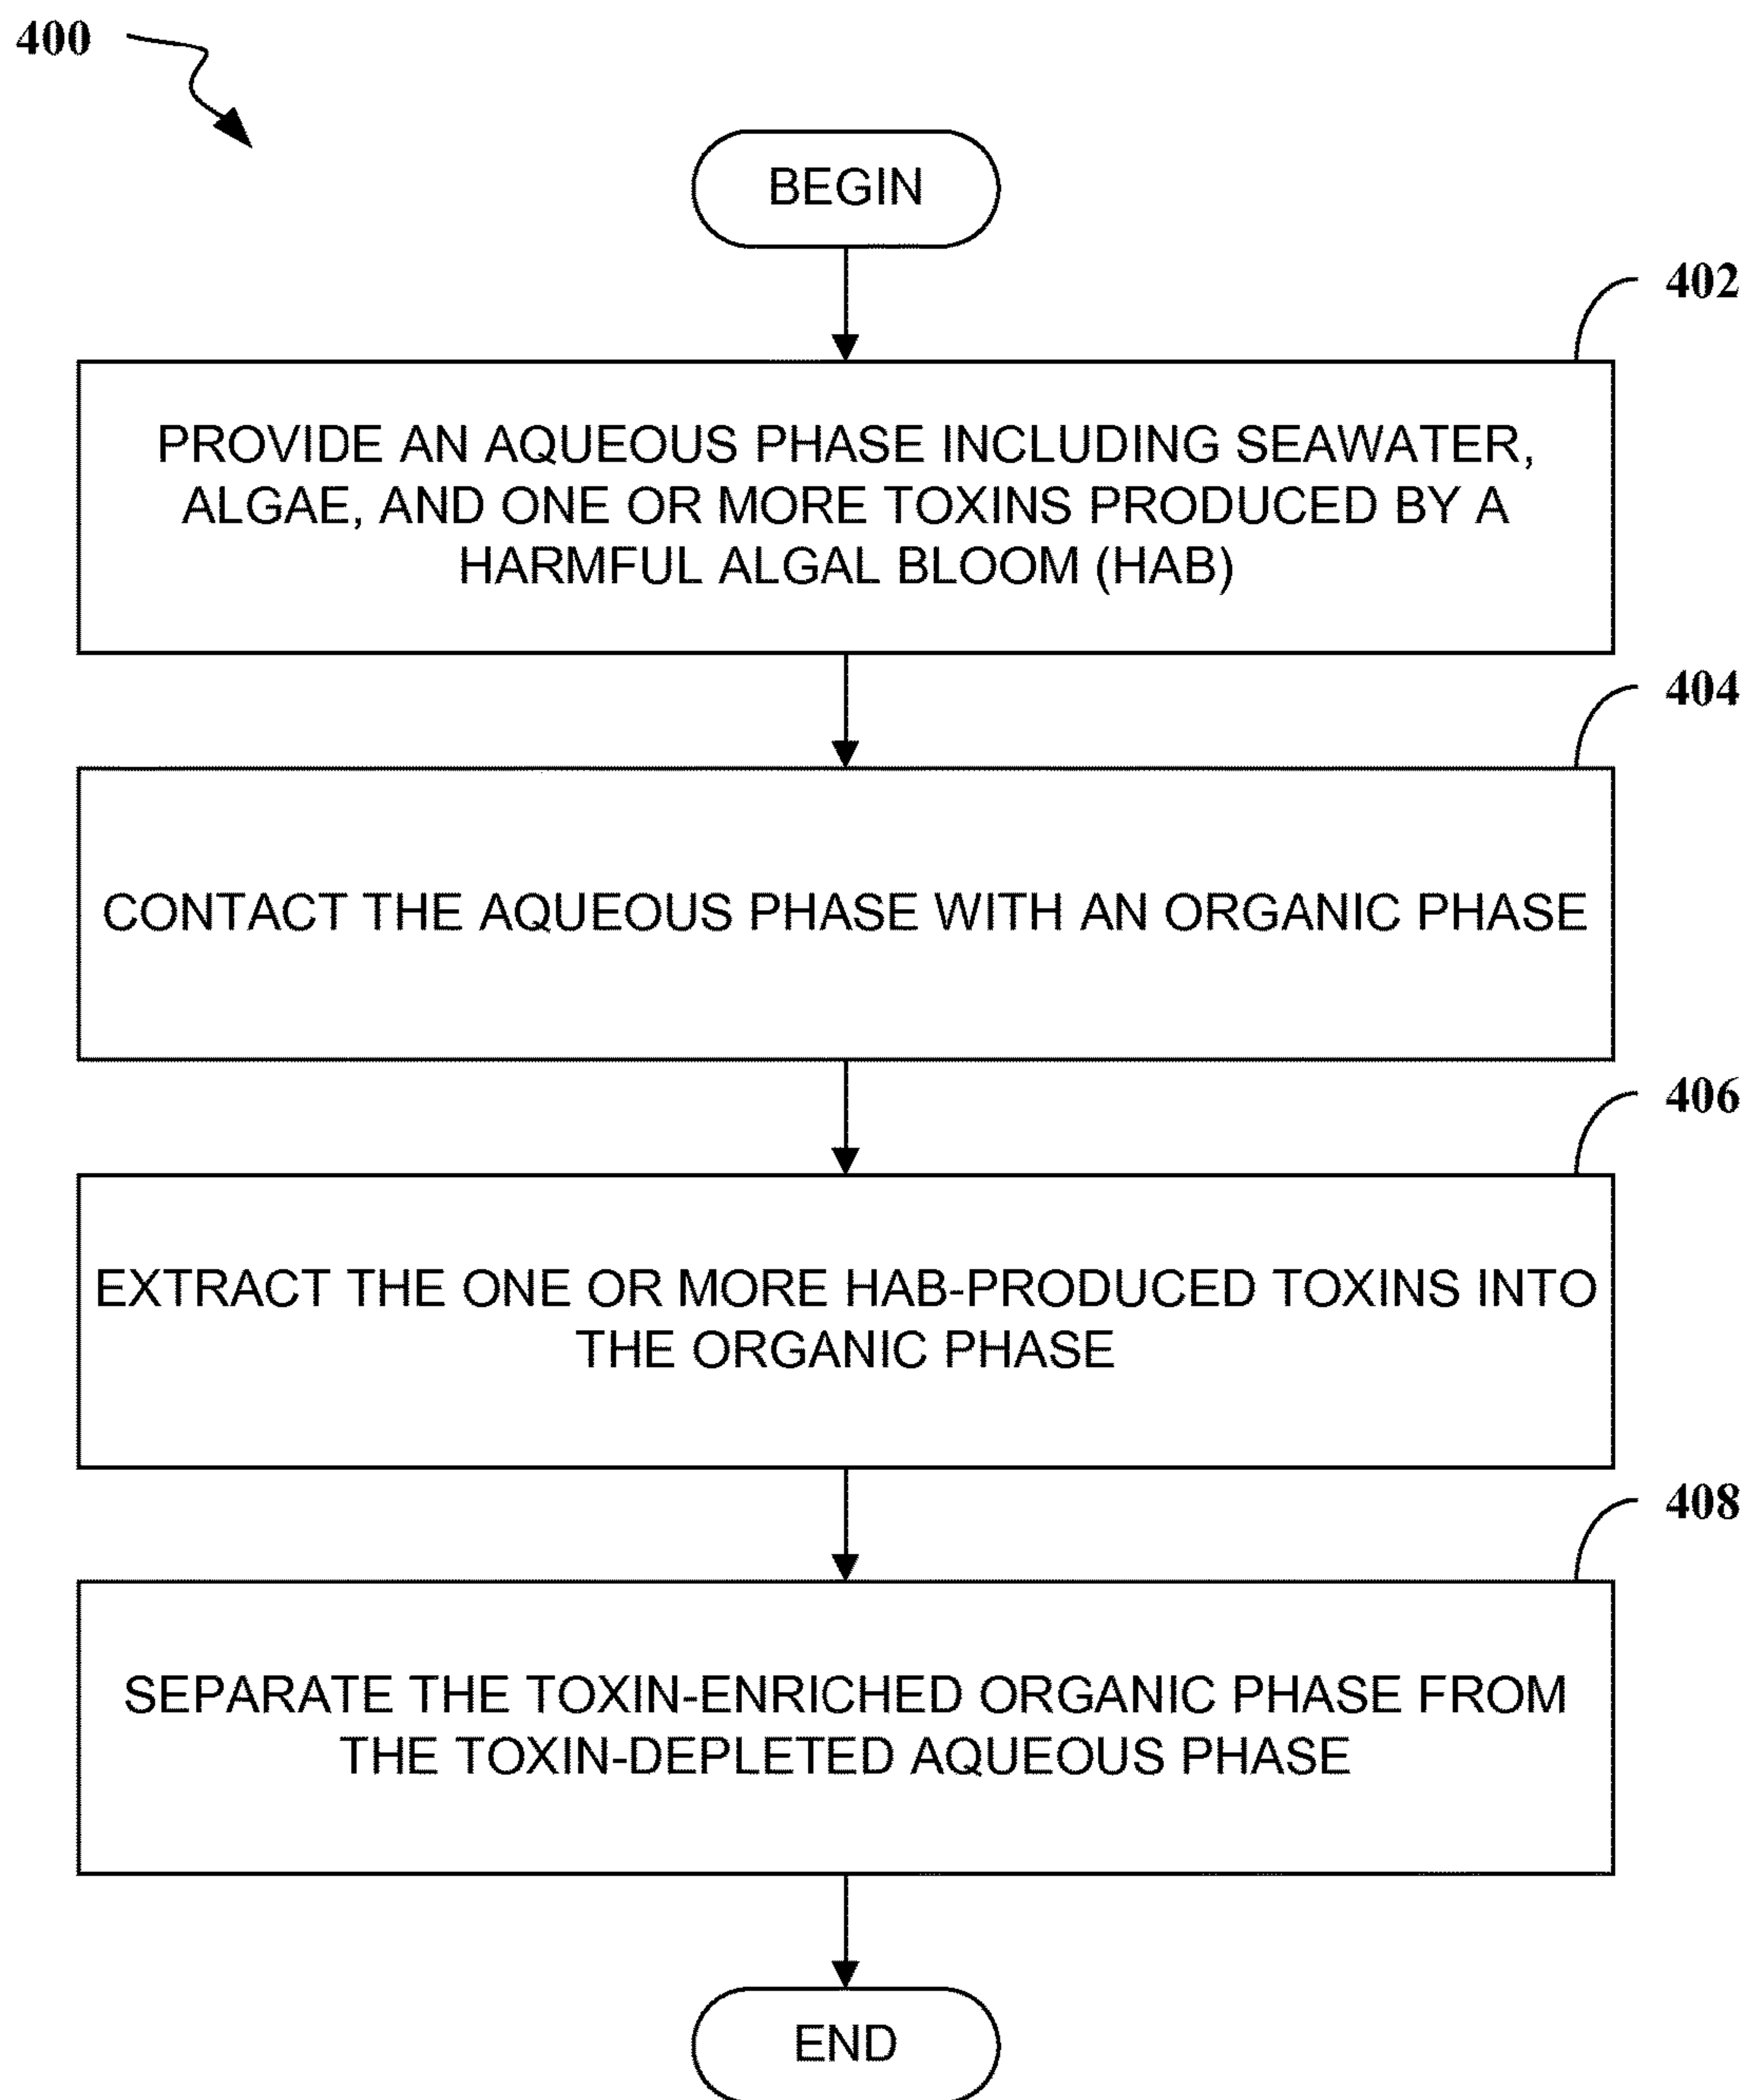 400
BEGIN
402
PROVIDE AN AQUEOUS PHASE INCLUDING SEAWATER,
ALGAE, AND ONE OR MORE TOXINS PRODUCED BY A
HARMFUL ALGAL BLOOM (HAB)
404
CONTACT THE AQUEOUS PHASE WITH AN ORGANIC PHASE
406
EXTRACT THE ONE OR MORE HAB-PRODUCED TOXINS INTO
THE ORGANIC PHASE
408
SEPARATE THE TOXIN-ENRICHED ORGANIC PHASE FROM
THE TOXIN-DEPLETED AQUEOUS PHASE
END